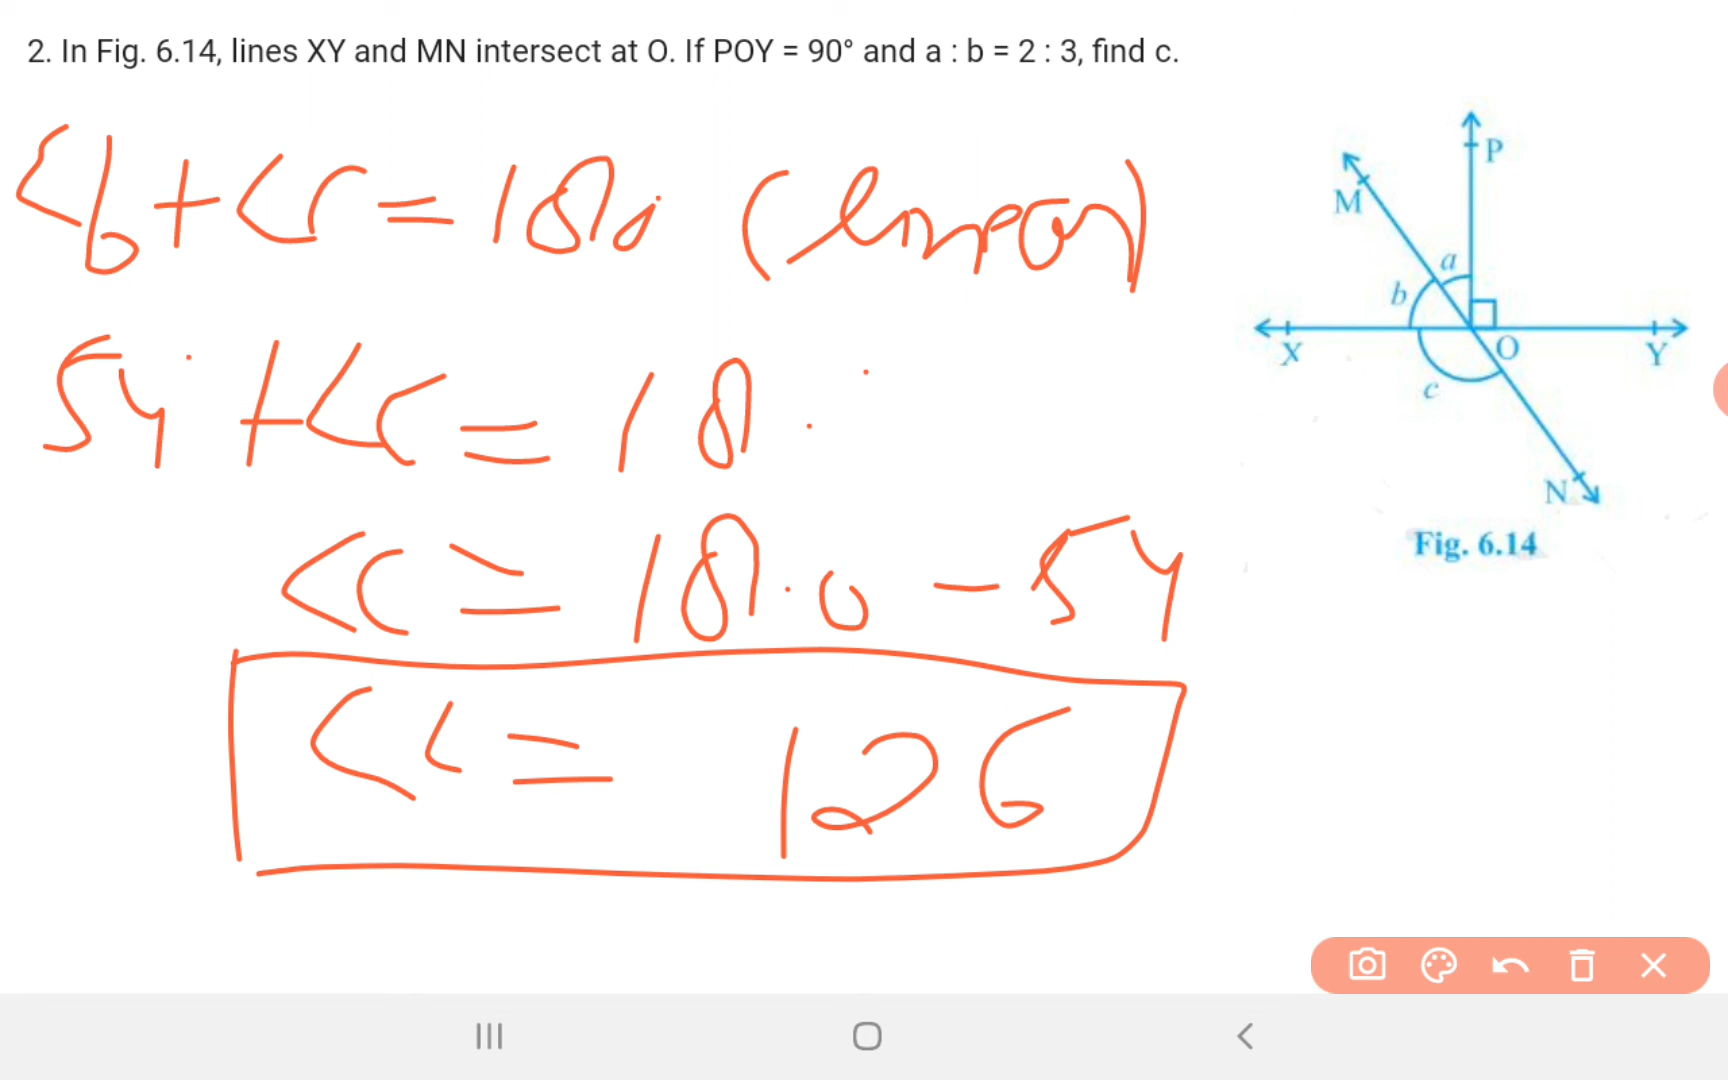 2. In Fig. 6.14, lines XY and MN intersect at O. If POY = 90° and a : b = 2 : 3, find c.
<b + <c = 180
54 + <c = 180
<c = 180 - 54
<c = 126
P
M
a
b
X
O
Y
c
N
Fig. 6.14